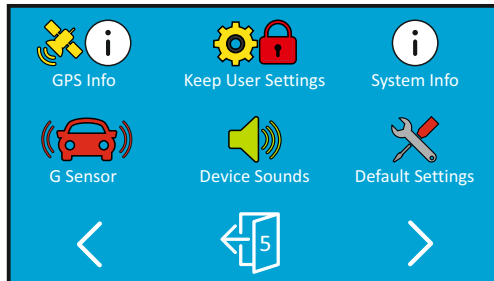 GPS Info
Keep User Settings
System Info
G Sensor
Device Sounds
Default Settings
5